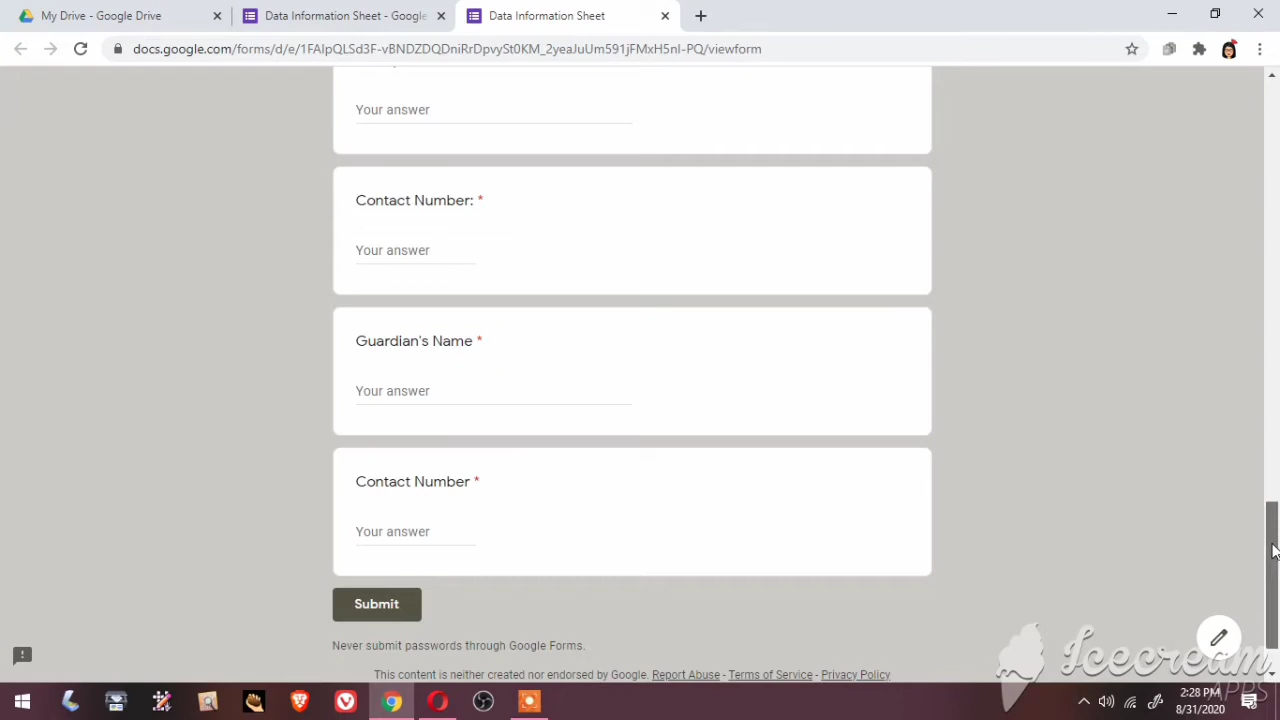 My Drive - Google Drive
Data Information Sheet - Google
Data Information Sheet
docs.google.com/forms/d/e/1FAIpQLSd3F-vBNDZDQDniRrDpvySt0KM_2yeaJuUm591jFMxH5nI-PQ/viewform
Your answer
Contact Number: *
Your answer
Guardian's Name *
Your answer
Contact Number *
Your answer
Submit
Never submit passwords through Google Forms.
This content is neither created nor endorsed by Google. Report Abuse - Terms of Service - Privacy Policy
Icecream
APPS
2:28 PM
8/31/2020